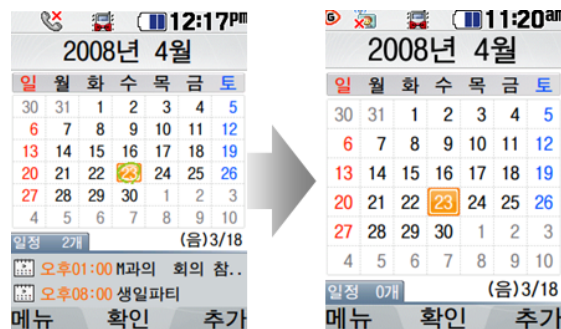 12:17PM
2008년 4월
일 월 화 수 목 금 토
30 31 1 2 3 4 5
6 7 8 9 10 11 12
13 14 15 16 17 18 19
20 21 22 23 24 25 26
27 28 29 30 1 2 3
4 5 6 7 8 9 10
일정 2개 (음)3/18
오후01:00 M과의 회의 참..
오후08:00 생일파티
메뉴 확인 추가
G 11:20am
2008년 4월
일 월 화 수 목 금 토
30 31 1 2 3 4 5
6 7 8 9 10 11 12
13 14 15 16 17 18 19
20 21 22 23 24 25 26
27 28 29 30 1 2 3
4 5 6 7 8 9 10
일정 0개 (음)3/18
메뉴 확인 추가